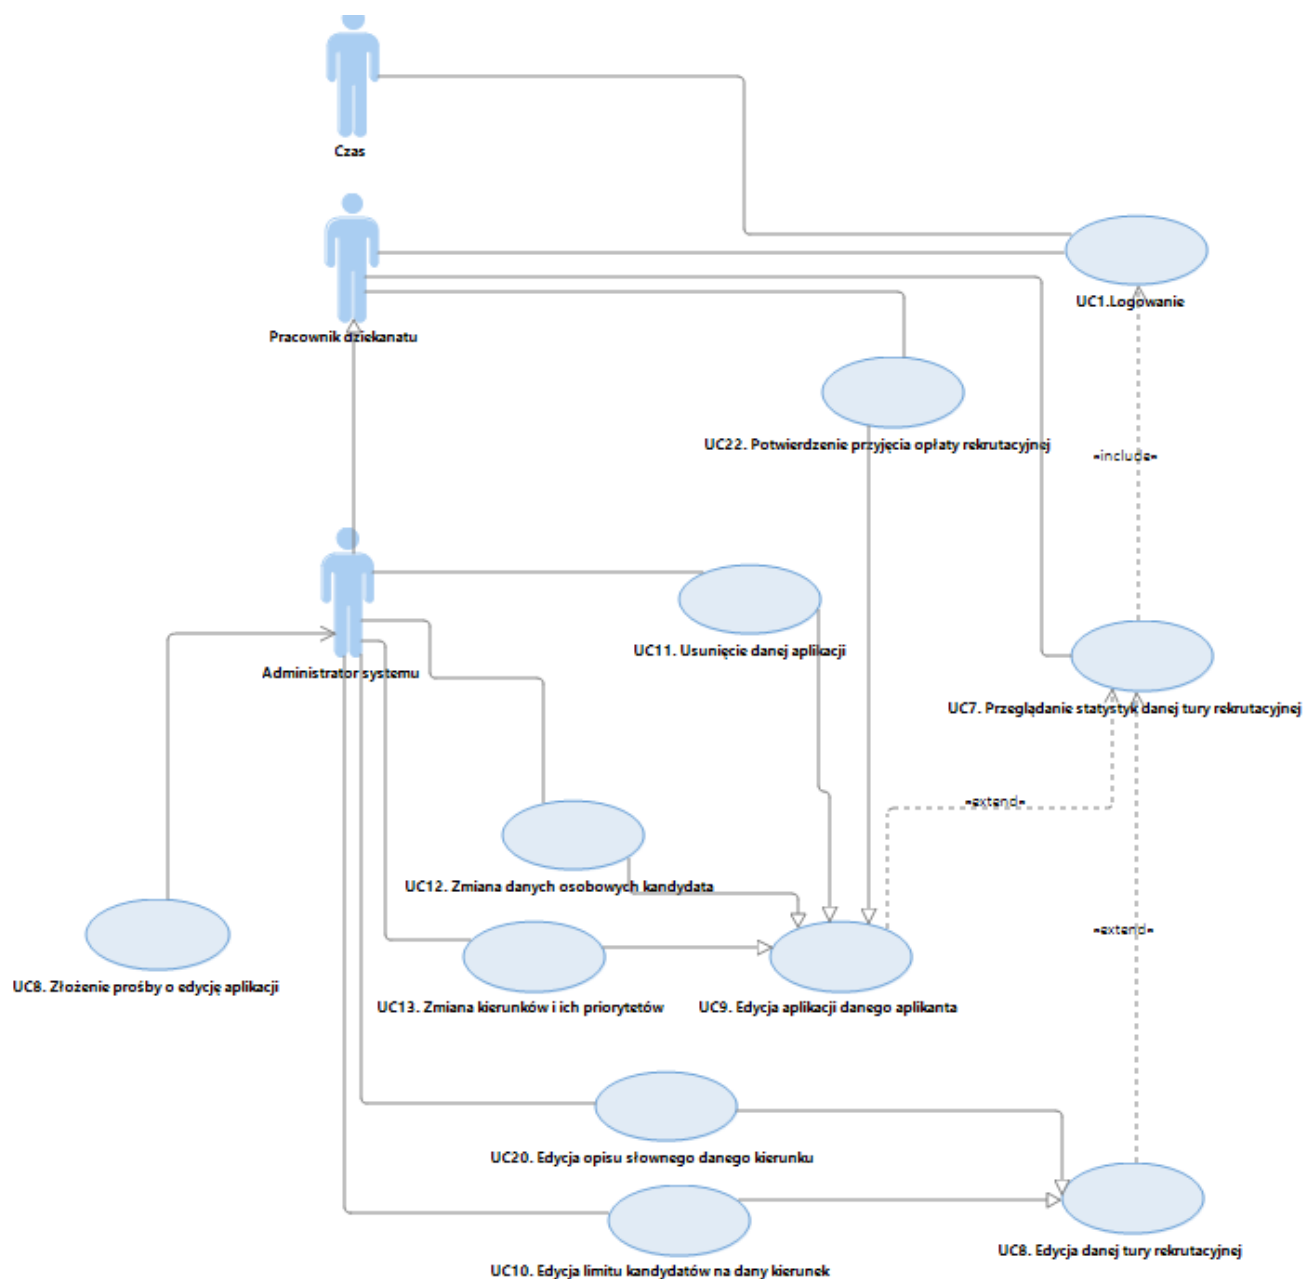 Czas
Pracownik dziekanatu
UC1.Logowanie
UC22. Potwierdzenie przyjęcia opłaty rekrutacyjnej
«include»
UC11. Usunięcie danej aplikacji
Administrator systemu
UC7. Przeglądanie statystyk danej tury rekrutacyjnej
«extend»
UC12. Zmiana danych osobowych kandydata
«extend»
UC8. Złożenie prośby o edycję aplikacji
UC13. Zmiana kierunków i ich priorytetów
UC9. Edycja aplikacji danego aplikanta
UC20. Edycja opisu słownego danego kierunku
UC8. Edycja danej tury rekrutacyjnej
UC10. Edycja limitu kandydatów na dany kierunek